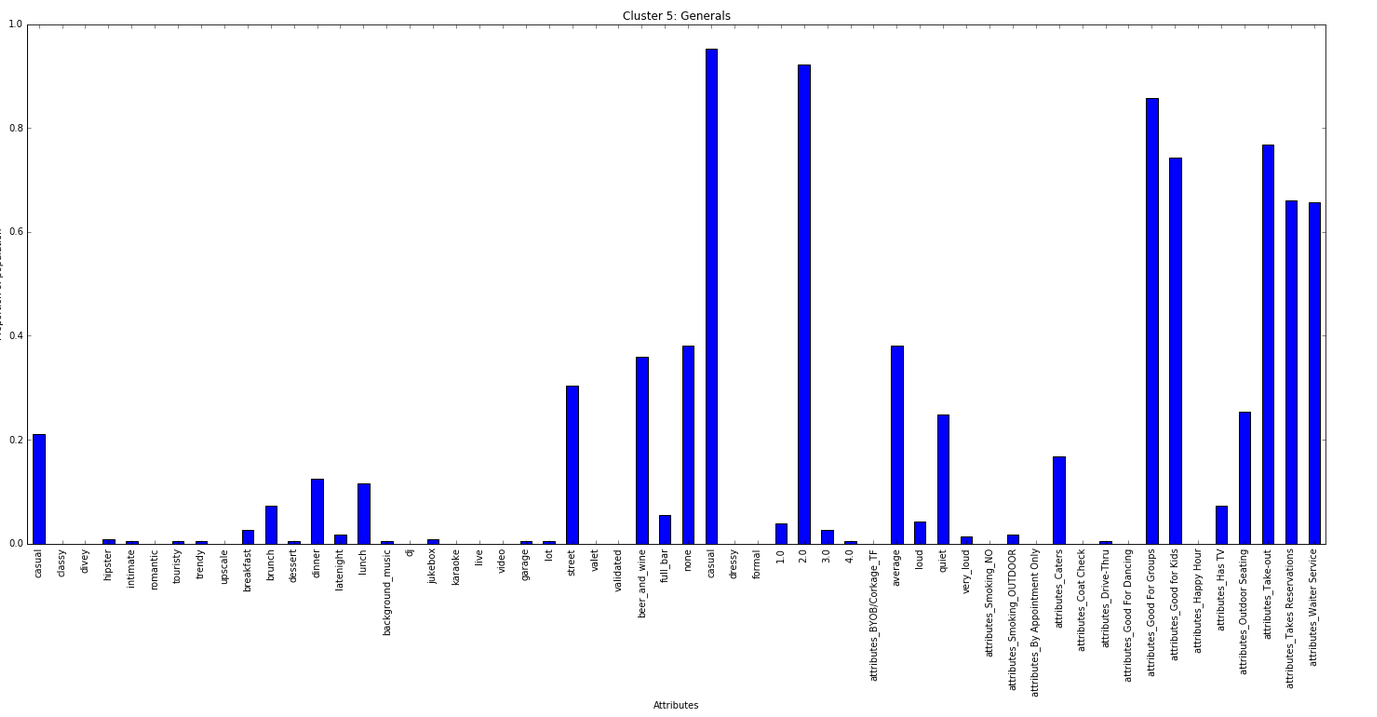 Cluster 5: Generals
1.0
0.8
0.6
0.4
0.2
0.0
casual
classy
divey
hipster
intimate
romantic
touristy
trendy
upscale
breakfast
brunch
dessert
dinner
latenight
lunch
background_music
dj
jukebox
karaoke
live
video
garage
lot
street
valet
validated
beer_and_wine
full_bar
none
casual
dressy
formal
1.0
2.0
3.0
4.0
attributes_BYOB/Corkage_TF
average
loud
quiet
very_loud
attributes_Smoking_NO
attributes_Smoking_OUTDOOR
attributes_By Appointment Only
attributes_Caters
attributes_Coat Check
attributes_Drive-Thru
attributes_Good For Dancing
attributes_Good For Groups
attributes_Good for Kids
attributes_Happy Hour
attributes_Has TV
attributes_Outdoor Seating
attributes_Take-out
attributes_Takes Reservations
attributes_Waiter Service
Attributes